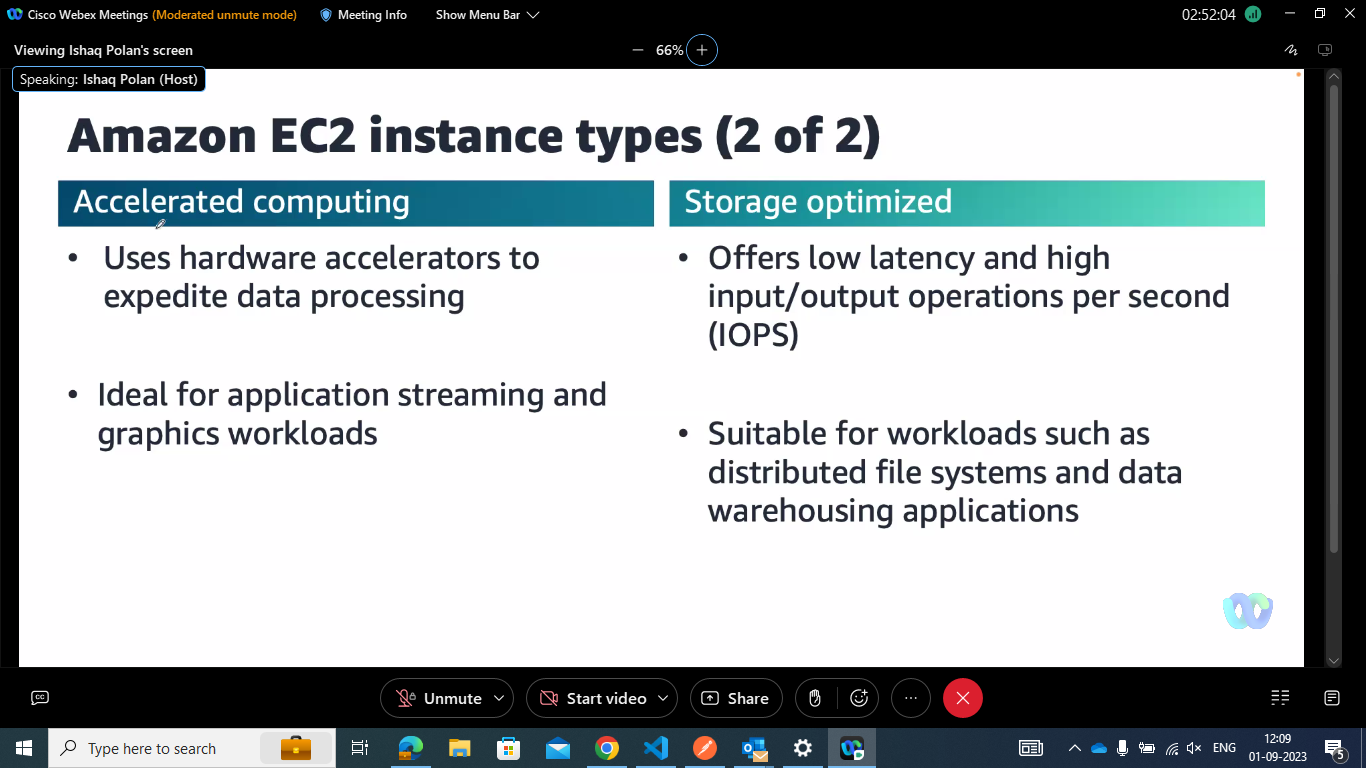 Cisco Webex Meetings (Moderated unmute mode) Meeting Info Show Menu Bar 02:52:04
Viewing Ishaq Polan's screen 66%
Speaking: Ishaq Polan (Host)
Amazon EC2 instance types (2 of 2)
Accelerated computing
• Uses hardware accelerators to
expedite data processing
• Ideal for application streaming and
graphics workloads
Storage optimized
• Offers low latency and high
input/output operations per second
(IOPS)
• Suitable for workloads such as
distributed file systems and data
warehousing applications
CC Unmute Start video Share
Type here to search ENG 12:09
01-09-2023 5